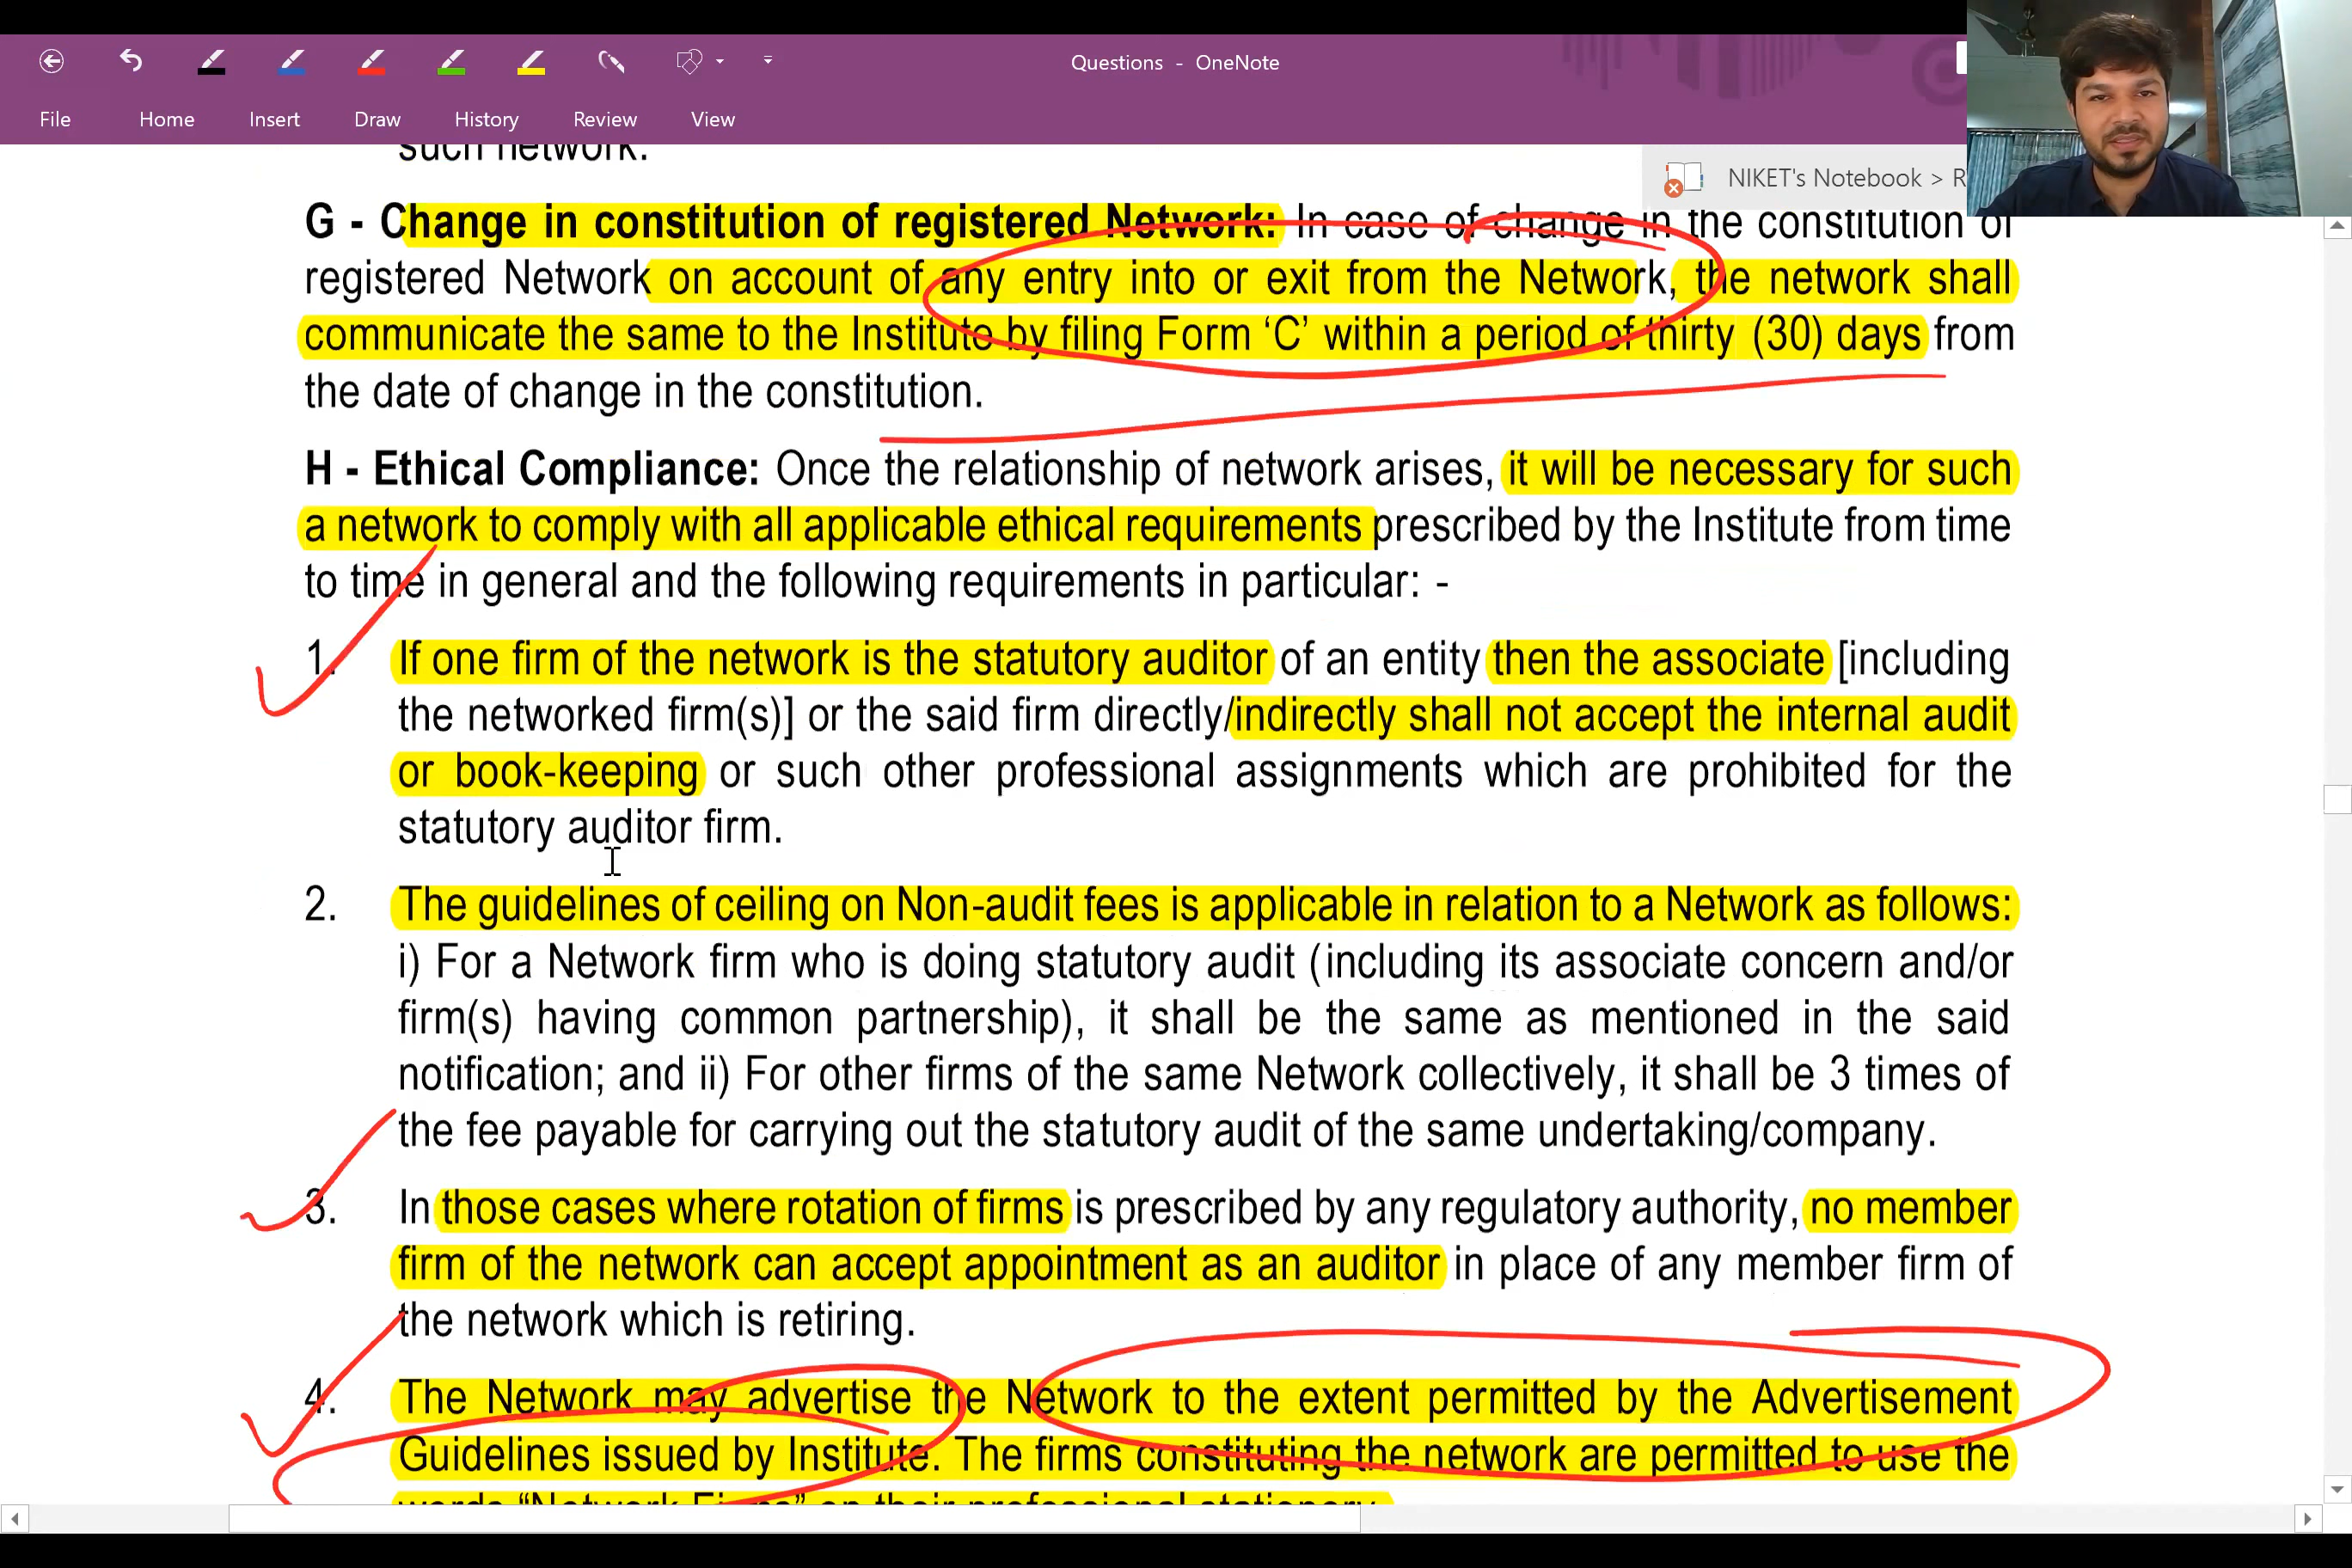 Questions - OneNote
File Home Insert Draw History Review View
such network.
NIKET's Notebook > R
G - Change in constitution of registered Network: In case of change in the constitution of
registered Network on account of any entry into or exit from the Network, the network shall
communicate the same to the Institute by filing Form ‘C’ within a period of thirty (30) days from
the date of change in the constitution.
H - Ethical Compliance: Once the relationship of network arises, it will be necessary for such
a network to comply with all applicable ethical requirements prescribed by the Institute from time
to time in general and the following requirements in particular: -
1. If one firm of the network is the statutory auditor of an entity then the associate [including
the networked firm(s)] or the said firm directly/indirectly shall not accept the internal audit
or book-keeping or such other professional assignments which are prohibited for the
statutory auditor firm.
2. The guidelines of ceiling on Non-audit fees is applicable in relation to a Network as follows:
i) For a Network firm who is doing statutory audit (including its associate concern and/or
firm(s) having common partnership), it shall be the same as mentioned in the said
notification; and ii) For other firms of the same Network collectively, it shall be 3 times of
the fee payable for carrying out the statutory audit of the same undertaking/company.
3. In those cases where rotation of firms is prescribed by any regulatory authority, no member
firm of the network can accept appointment as an auditor in place of any member firm of
the network which is retiring.
4. The Network may advertise the Network to the extent permitted by the Advertisement
Guidelines issued by Institute. The firms constituting the network are permitted to use the
words “Network Firms” on their professional stationery.